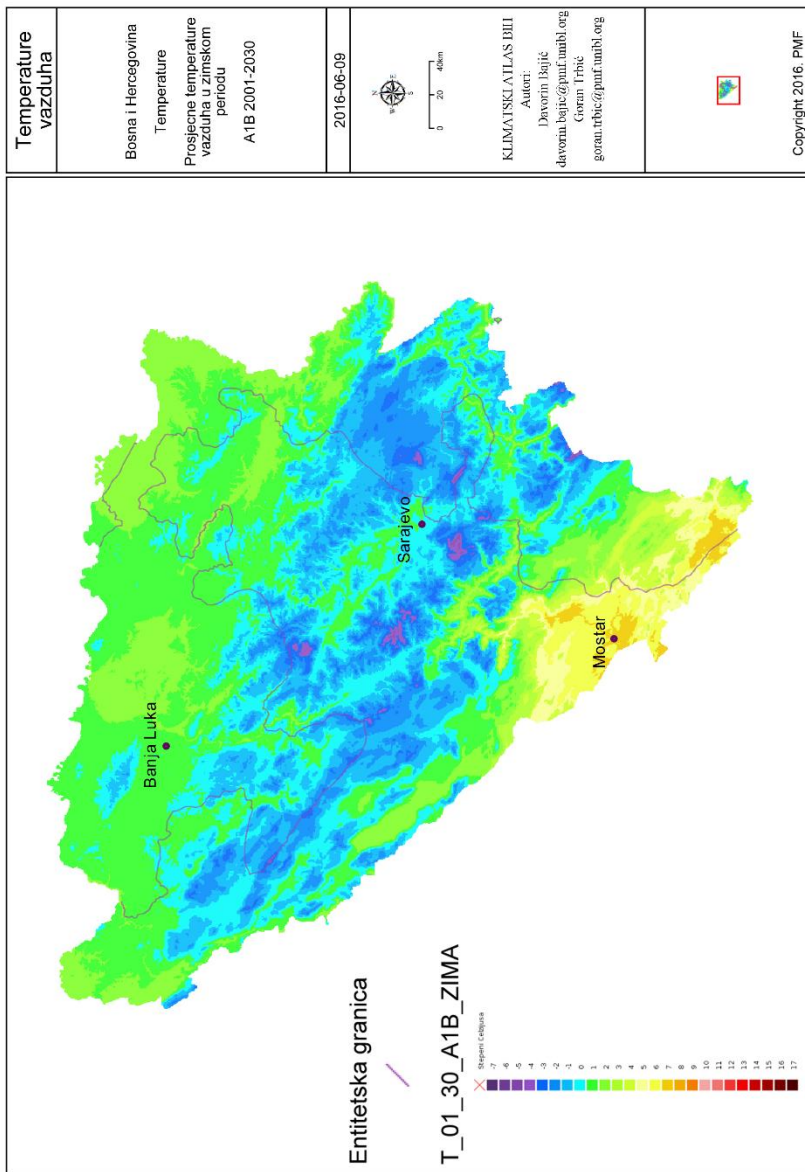 Temperature
vazduha
Bosna i Hercegovina
Temperature
Prosjecne temperature
vazduha u zimskom
periodu
A1B 2001-2030
2016-06-09
N
W
E
S
0 20 40km
KLIMATSKI ATLAS BIH
Autori:
Davorin Bajić
davorin.bajic@pmf.unibl.org
Goran Trbić
goran.trbic@pmf.unibl.org
Copyright 2016. PMF
Banja Luka
Sarajevo
Mostar
Entitetska granica
T_01_30_A1B_ZIMA
Stepeni Celzijusa
-7
-6
-5
-4
-3
-2
-1
0
1
2
3
4
5
6
7
8
9
10
11
12
13
14
15
16
17